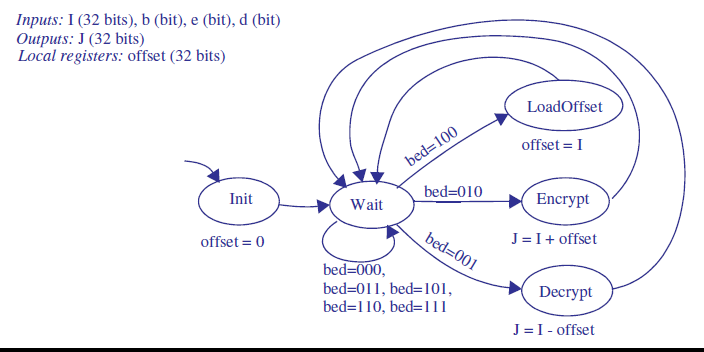 Inputs: I (32 bits), b (bit), e (bit), d (bit)
Outputs: J (32 bits)
Local registers: offset (32 bits)
LoadOffset
offset = I
bed=100
Init
offset = 0
Wait
bed=010
Encrypt
J = I + offset
bed=001
bed=000,
bed=011, bed=101,
bed=110, bed=111
Decrypt
J = I - offset